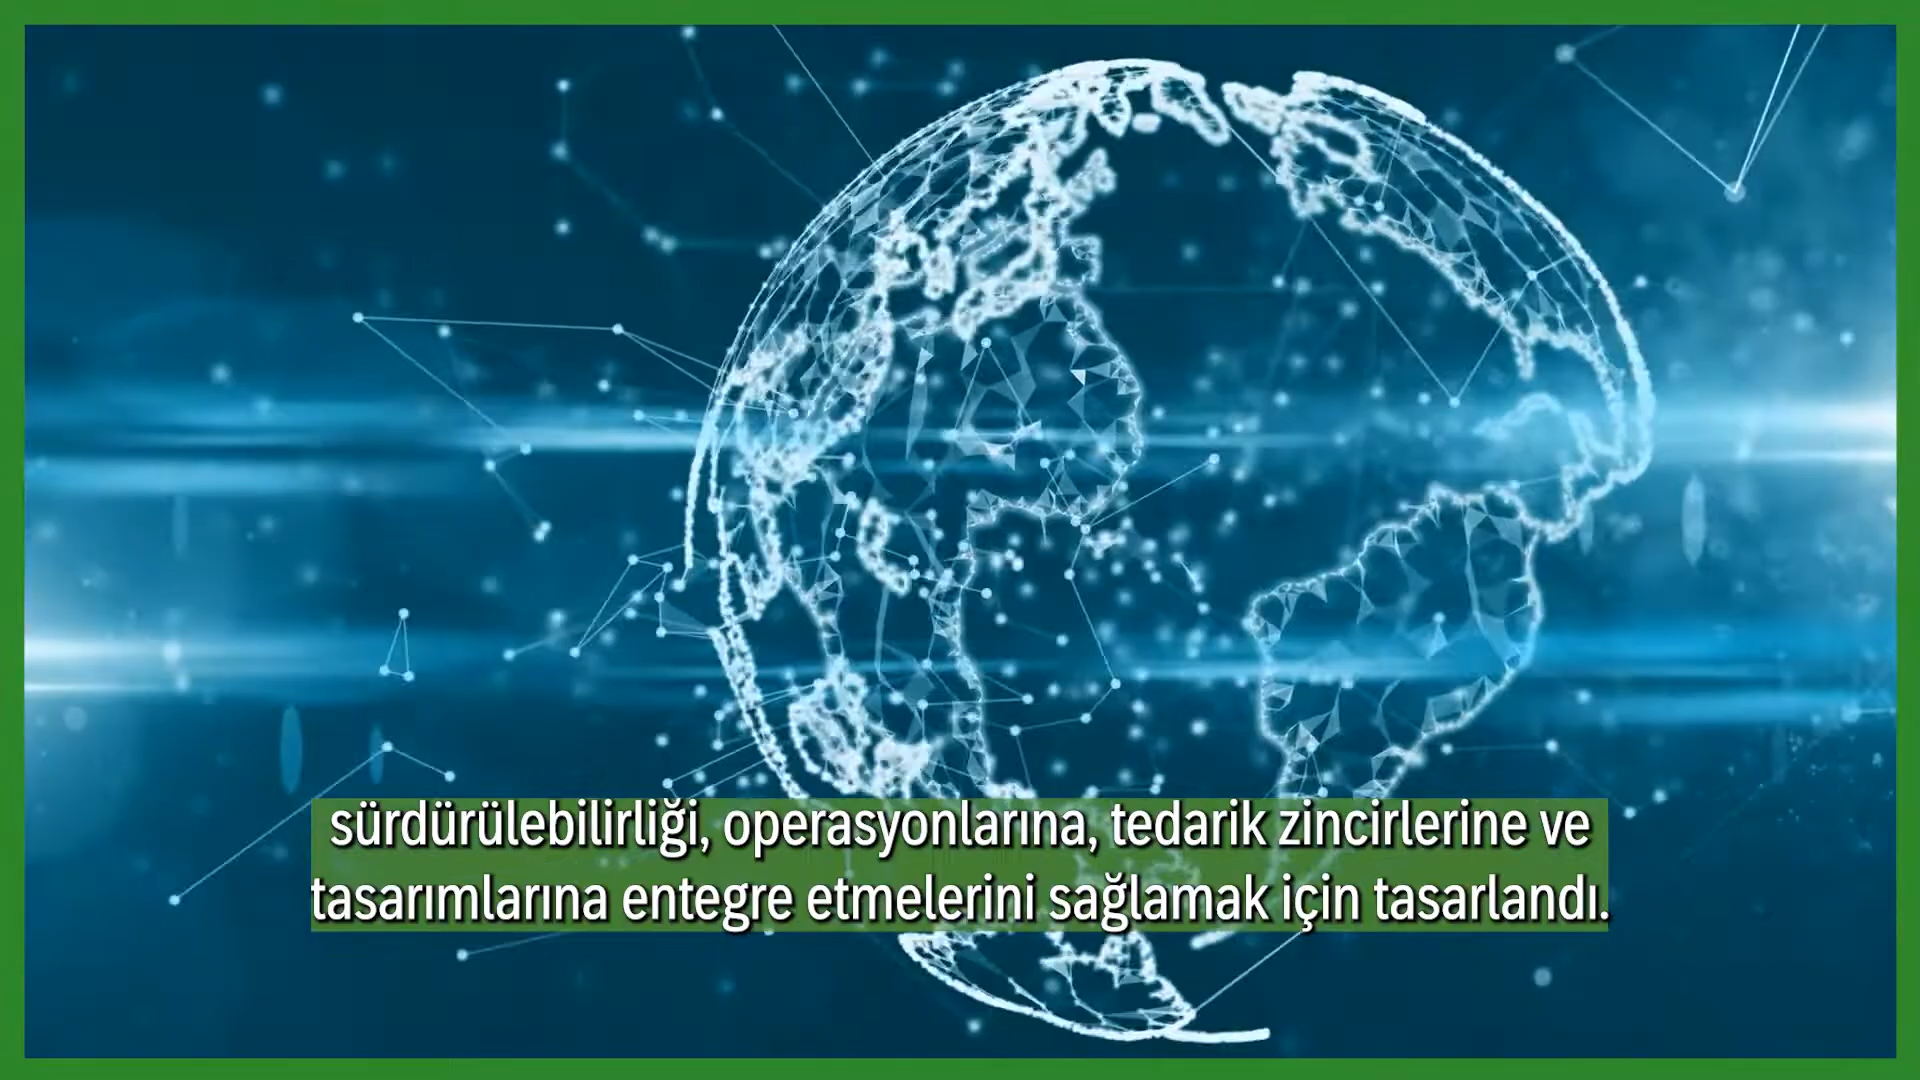 sürdürülebilirliği, operasyonlarına, tedarik zincirlerine ve
tasarımlarına entegre etmelerini sağlamak için tasarlandı.